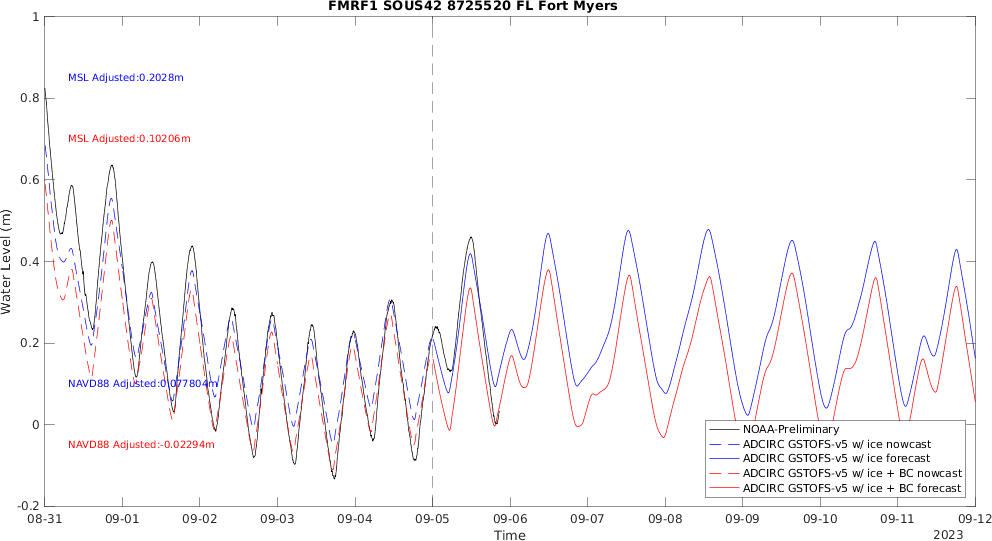 FMRF1 SOUS42 8725520 FL Fort Myers
1
0.8
0.6
0.4
0.2
0
-0.2
Water Level (m)
MSL Adjusted:0.2028m
MSL Adjusted:0.10206m
NAVD88 Adjusted:0.077804m
NAVD88 Adjusted:-0.02294m
NOAA-Preliminary
ADCIRC GSTOFS-v5 w/ ice nowcast
ADCIRC GSTOFS-v5 w/ ice forecast
ADCIRC GSTOFS-v5 w/ ice + BC nowcast
ADCIRC GSTOFS-v5 w/ ice + BC forecast
08-31 09-01 09-02 09-03 09-04 09-05 09-06 09-07 09-08 09-09 09-10 09-11 09-12
Time
2023